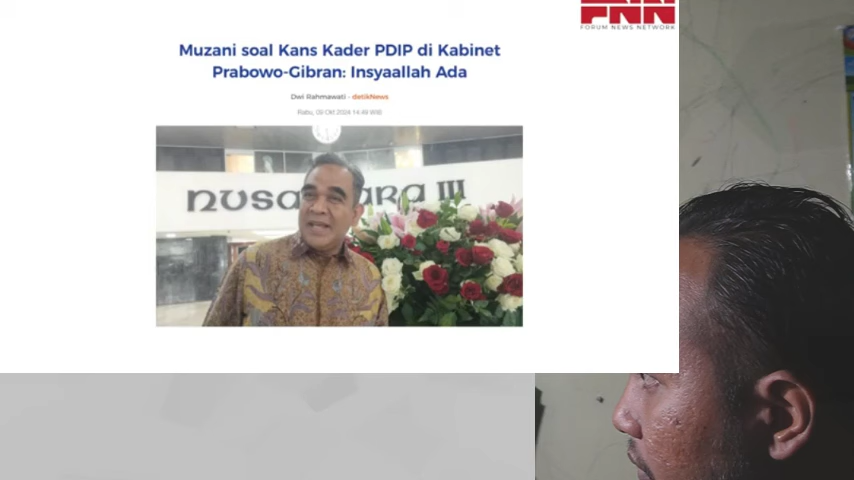 FNN
FORUM NEWS NETWORK
Muzani soal Kans Kader PDIP di Kabinet
Prabowo-Gibran: Insyaallah Ada
Dwi Rahmawati - detikNews
Rabu, 09 Okt 2024 14:49 WIB
NUSA ARA III